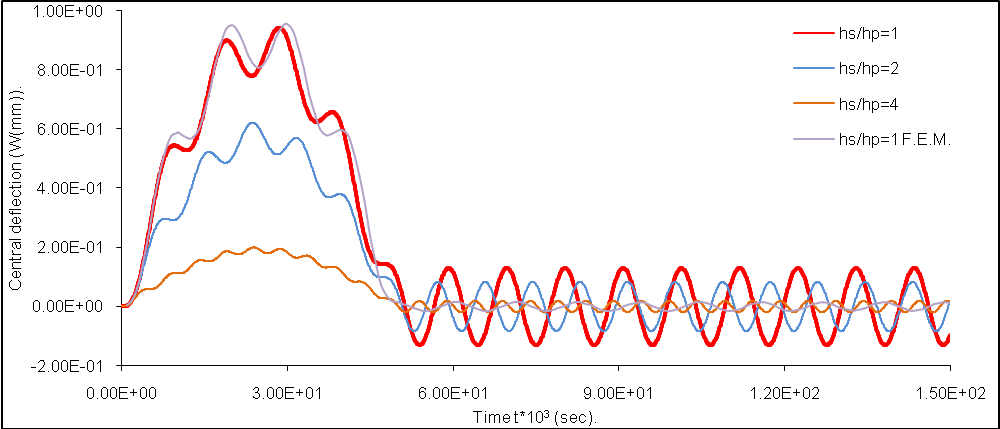 1.00E+00
8.00E-01
6.00E-01
4.00E-01
2.00E-01
0.00E+00
-2.00E-01
Central deflection (W(mm)).
0.00E+00 3.00E+01 6.00E+01 9.00E+01 1.20E+02 1.50E+02
Time t*10³ (sec).
hs/hp=1
hs/hp=2
hs/hp=4
hs/hp=1 F.E.M.